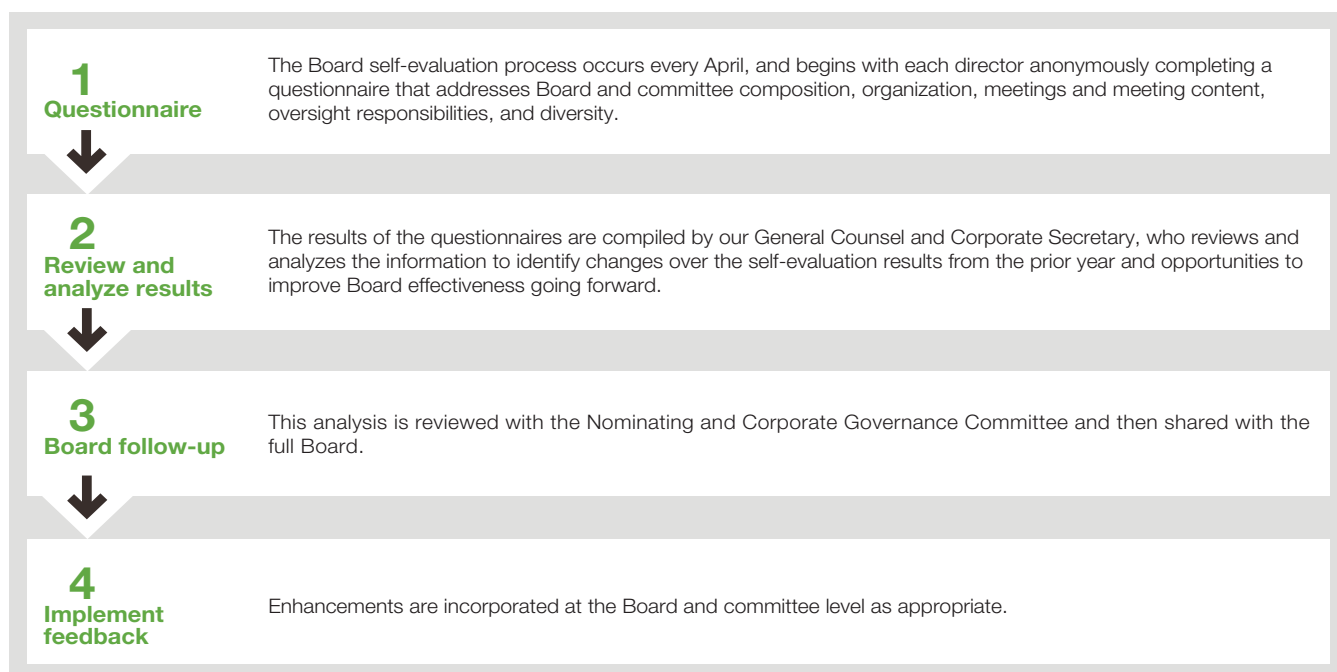 1
Questionnaire
The Board self-evaluation process occurs every April, and begins with each director anonymously completing a
questionnaire that addresses Board and committee composition, organization, meetings and meeting content,
oversight responsibilities, and diversity.
2
Review and
analyze results
The results of the questionnaires are compiled by our General Counsel and Corporate Secretary, who reviews and
analyzes the information to identify changes over the self-evaluation results from the prior year and opportunities to
improve Board effectiveness going forward.
3
Board follow-up
This analysis is reviewed with the Nominating and Corporate Governance Committee and then shared with the
full Board.
4
Implement
feedback
Enhancements are incorporated at the Board and committee level as appropriate.